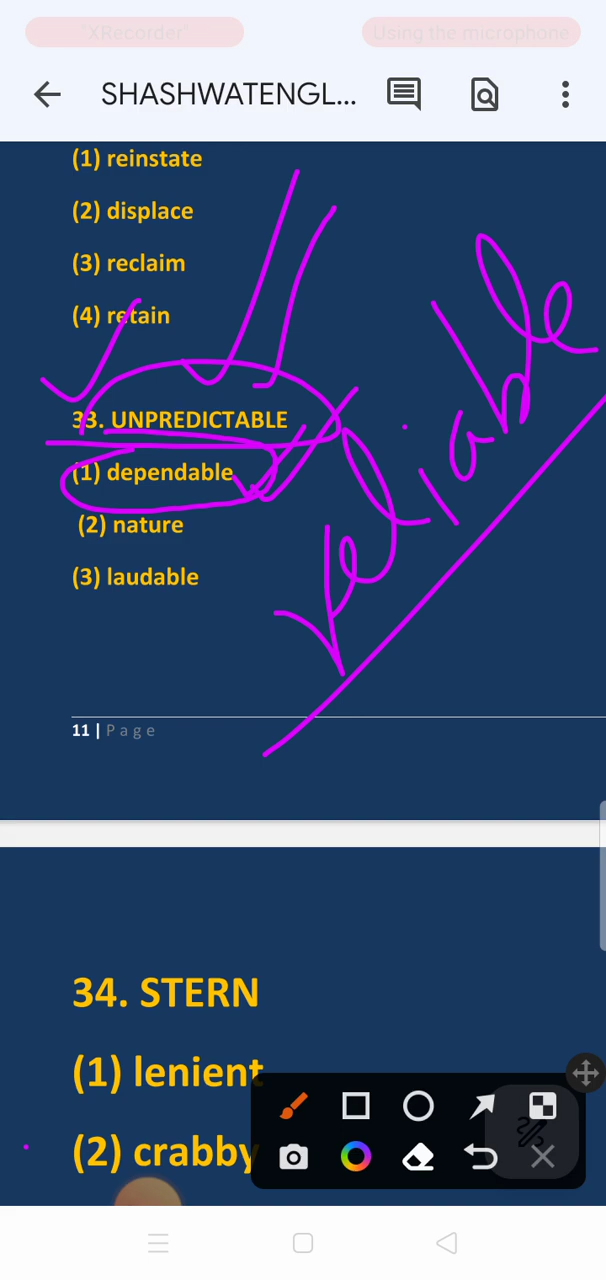 "XRecorder"
Using the microphone
SHASHWATENGL...
(1) reinstate
(2) displace
(3) reclaim
(4) retain
33. UNPREDICTABLE
(1) dependable
(2) nature
(3) laudable
reliable
11 | Page
34. STERN
(1) lenient
(2) crabby